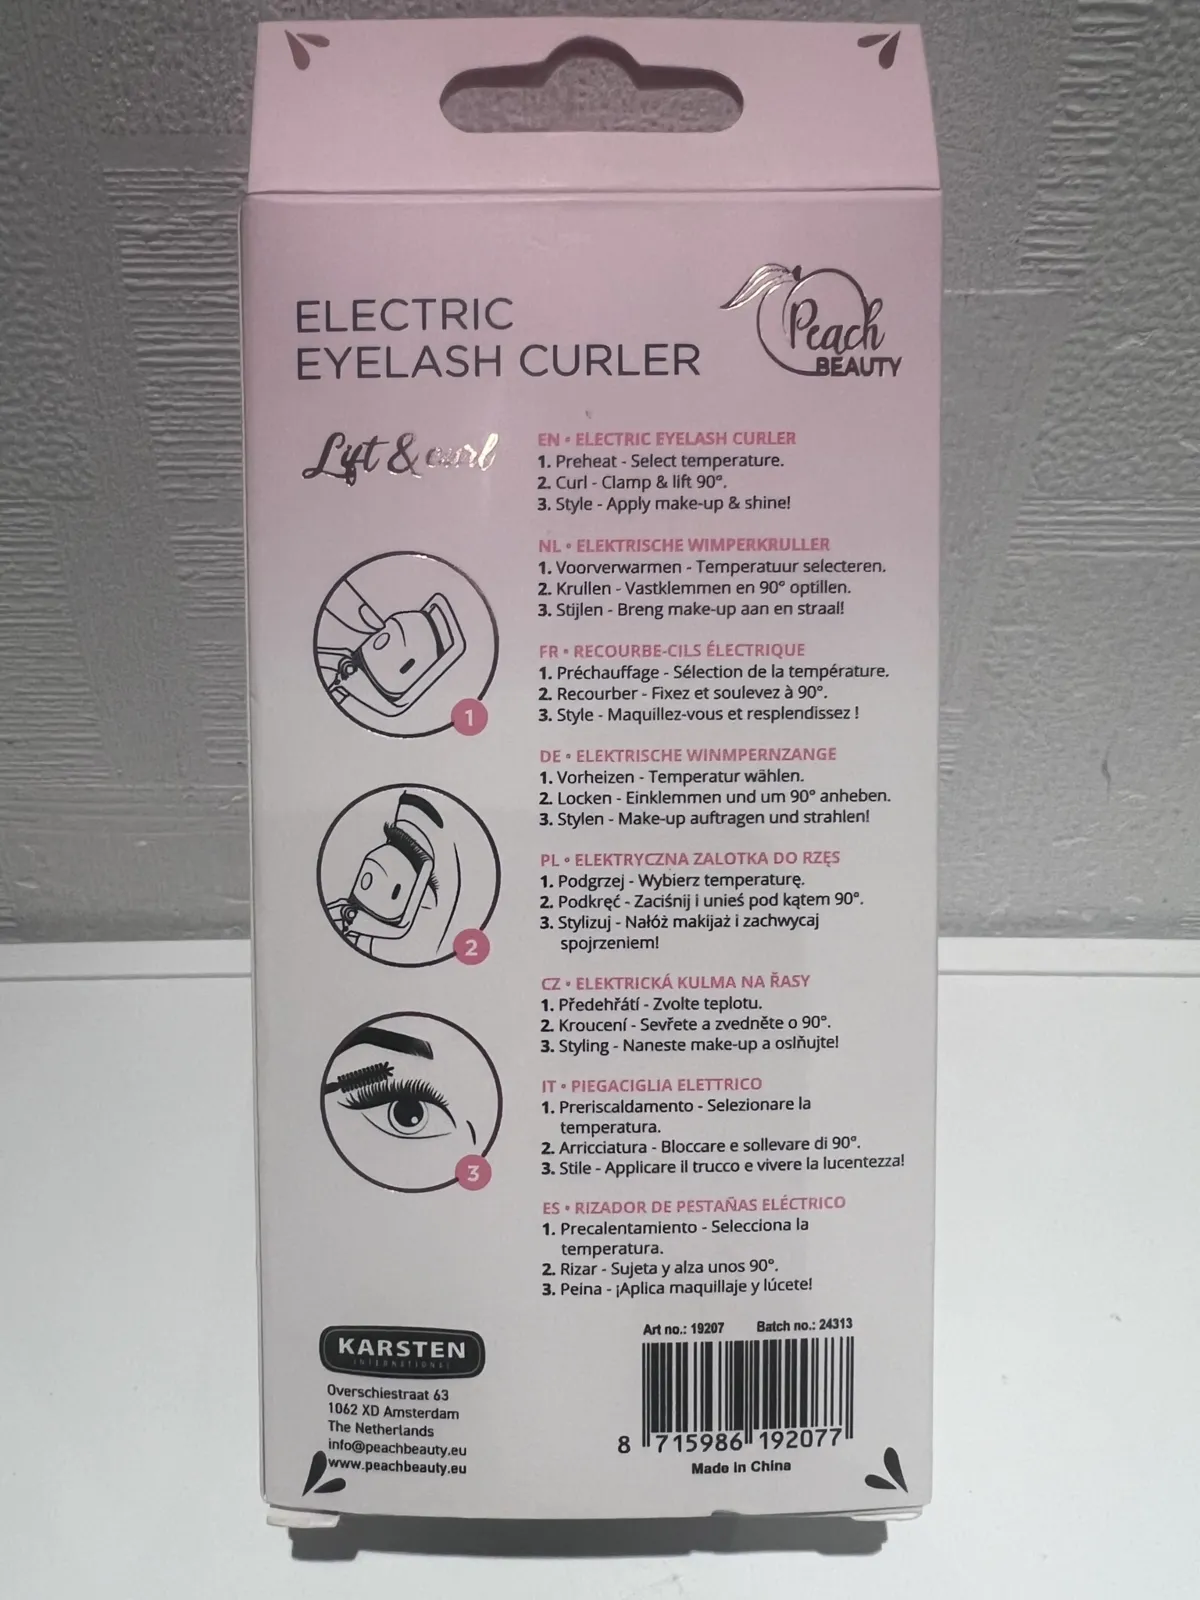 ELECTRIC
EYELASH CURLER
Peach
BEAUTY
Lift & curl
EN • ELECTRIC EYELASH CURLER
1. Preheat - Select temperature.
2. Curl - Clamp & lift 90°.
3. Style - Apply make-up & shine!
NL • ELEKTRISCHE WIMPERKRULLER
1. Voorverwarmen - Temperatuur selecteren.
2. Krullen - Vastklemmen en 90° optillen.
3. Stijlen - Breng make-up aan en straal!
FR • RECOURBE-CILS ÉLECTRIQUE
1. Préchauffage - Sélection de la température.
2. Recourber - Fixez et soulevez à 90°.
3. Style - Maquillez-vous et resplendissez !
DE • ELEKTRISCHE WINMPERNZANGE
1. Vorheizen - Temperatur wählen.
2. Locken - Einklemmen und um 90° anheben.
3. Stylen - Make-up auftragen und strahlen!
PL • ELEKTRYCZNA ZALOTKA DO RZĘS
1. Podgrzej - Wybierz temperaturę.
2. Podkręć - Zaciśnij i unieś pod kątem 90°.
3. Stylizuj - Nałóż makijaż i zachwycaj
spojrzeniem!
CZ • ELEKTRICKÁ KULMA NA ŘASY
1. Předehřátí - Zvolte teplotu.
2. Kroucení - Sevřete a zvedněte o 90°.
3. Styling - Naneste make-up a oslňujte!
IT • PIEGACIGLIA ELETTRICO
1. Preriscaldamento - Selezionare la
temperatura.
2. Arricciatura - Bloccare e sollevare di 90°.
3. Stile - Applicare il trucco e vivere la lucentezza!
ES • RIZADOR DE PESTAÑAS ELÉCTRICO
1. Precalentamiento - Selecciona la
temperatura.
2. Rizar - Sujeta y alza unos 90°.
3. Peina - ¡Aplica maquillaje y lúcete!
1
2
3
KARSTEN
INTERNATIONAL
Overschiestraat 63
1062 XD Amsterdam
The Netherlands
info@peachbeauty.eu
www.peachbeauty.eu
Art no.: 19207 Batch no.: 24313
8 715986 192077
Made in China